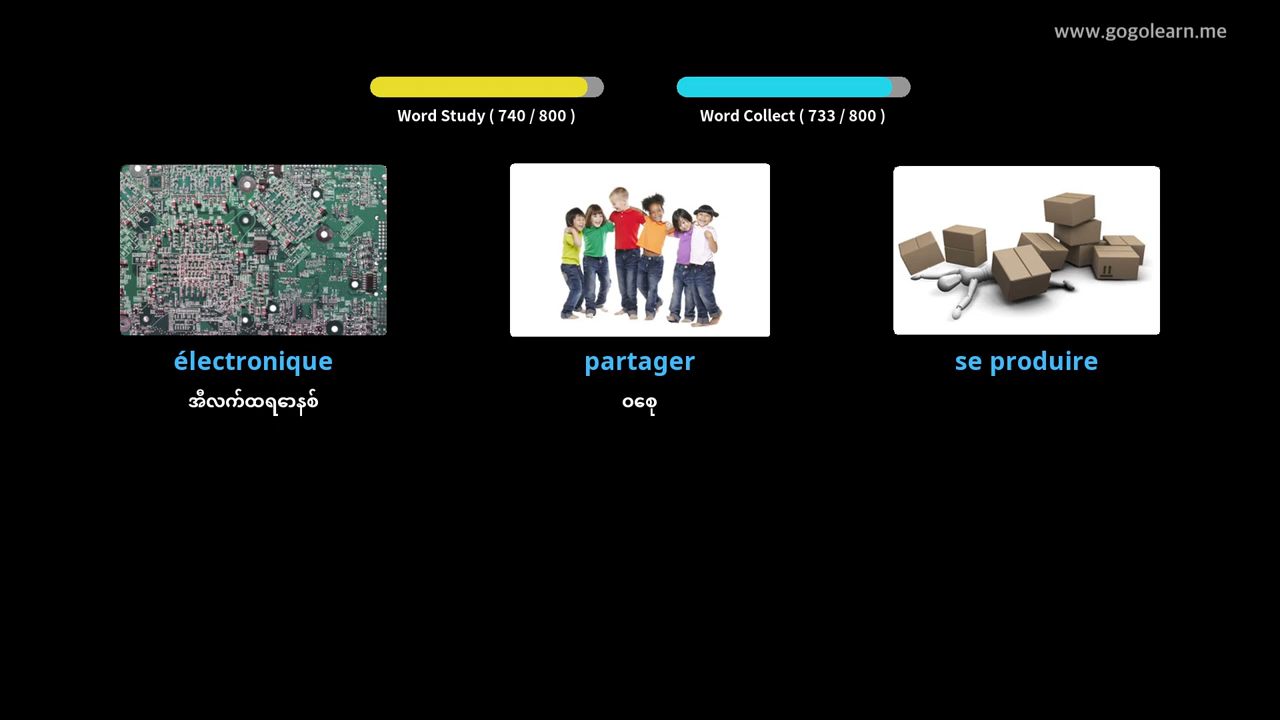 www.gogolearn.me
Word Study ( 740 / 800 )
Word Collect ( 733 / 800 )
électronique
partager
se produire
အီလက်ထရောနစ်
ဝေစု